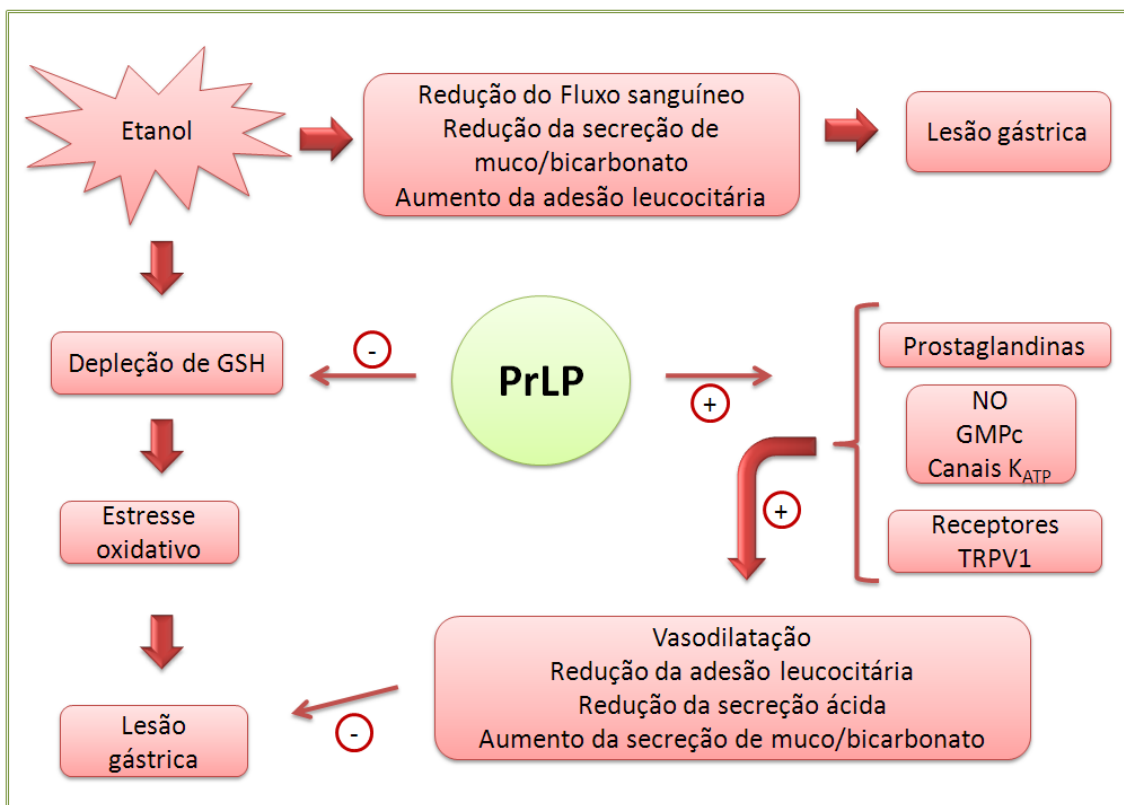 Etanol
Redução do Fluxo sanguíneo
Redução da secreção de
muco/bicarbonato
Aumento da adesão leucocitária
Lesão gástrica
Depleção de GSH
-
PrLP
+
Prostaglandinas
NO
GMPc
Canais KATP
Receptores
TRPV1
+
Estresse
oxidativo
Vasodilatação
Redução da adesão leucocitária
Redução da secreção ácida
Aumento da secreção de muco/bicarbonato
-
Lesão
gástrica